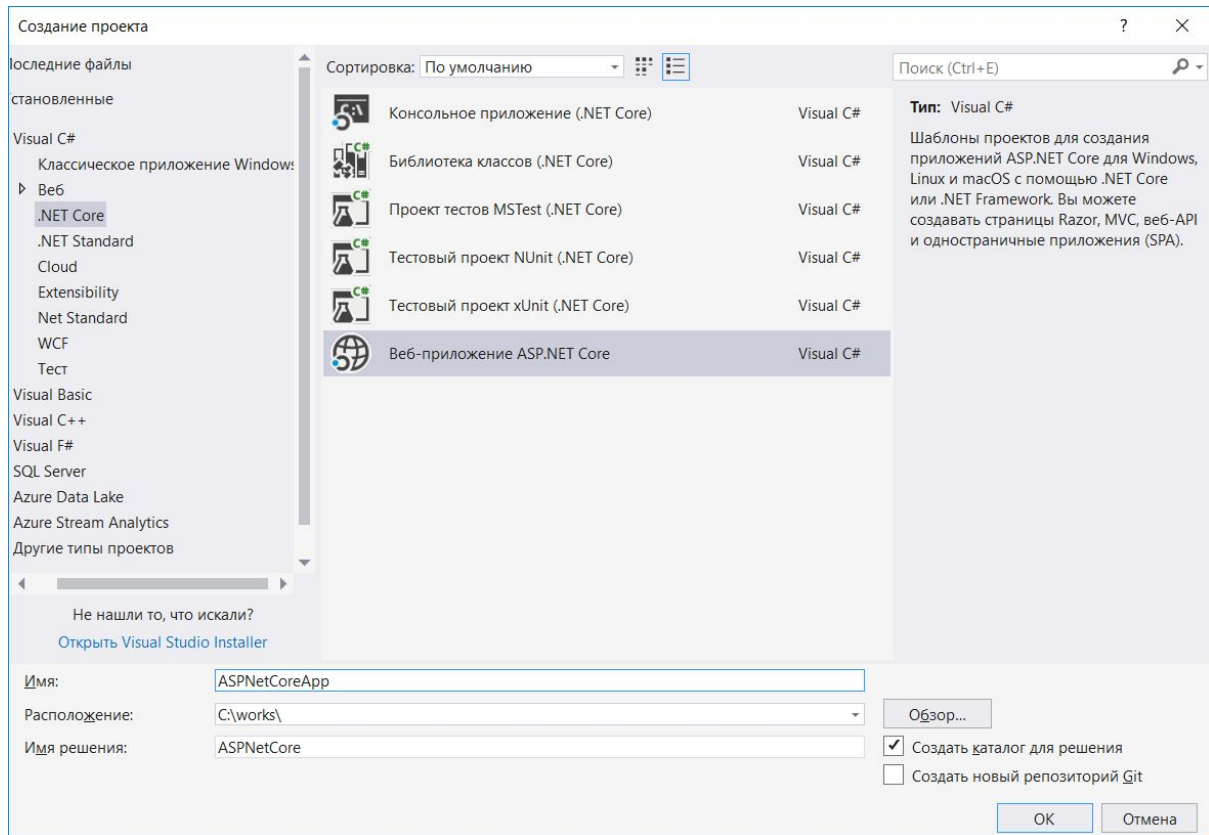 Создание проекта
?
оследние файлы
становленные
Visual C#
Классическое приложение Windows
Веб
.NET Core
.NET Standard
Cloud
Extensibility
Net Standard
WCF
Тест
Visual Basic
Visual C++
Visual F#
SQL Server
Azure Data Lake
Azure Stream Analytics
Другие типы проектов
Не нашли то, что искали?
Открыть Visual Studio Installer
Сортировка: По умолчанию
Консольное приложение (.NET Core) Visual C#
Библиотека классов (.NET Core) Visual C#
Проект тестов MSTest (.NET Core) Visual C#
Тестовый проект NUnit (.NET Core) Visual C#
Тестовый проект xUnit (.NET Core) Visual C#
Веб-приложение ASP.NET Core Visual C#
Поиск (Ctrl+E)
Тип: Visual C#
Шаблоны проектов для создания
приложений ASP.NET Core для Windows,
Linux и macOS с помощью .NET Core
или .NET Framework. Вы можете
создавать страницы Razor, MVC, веб-API
и одностраничные приложения (SPA).
Имя: ASPNetCoreApp
Расположение: C:\works\
Обзор...
Имя решения: ASPNetCore
Создать каталог для решения
Создать новый репозиторий Git
ОК Отмена